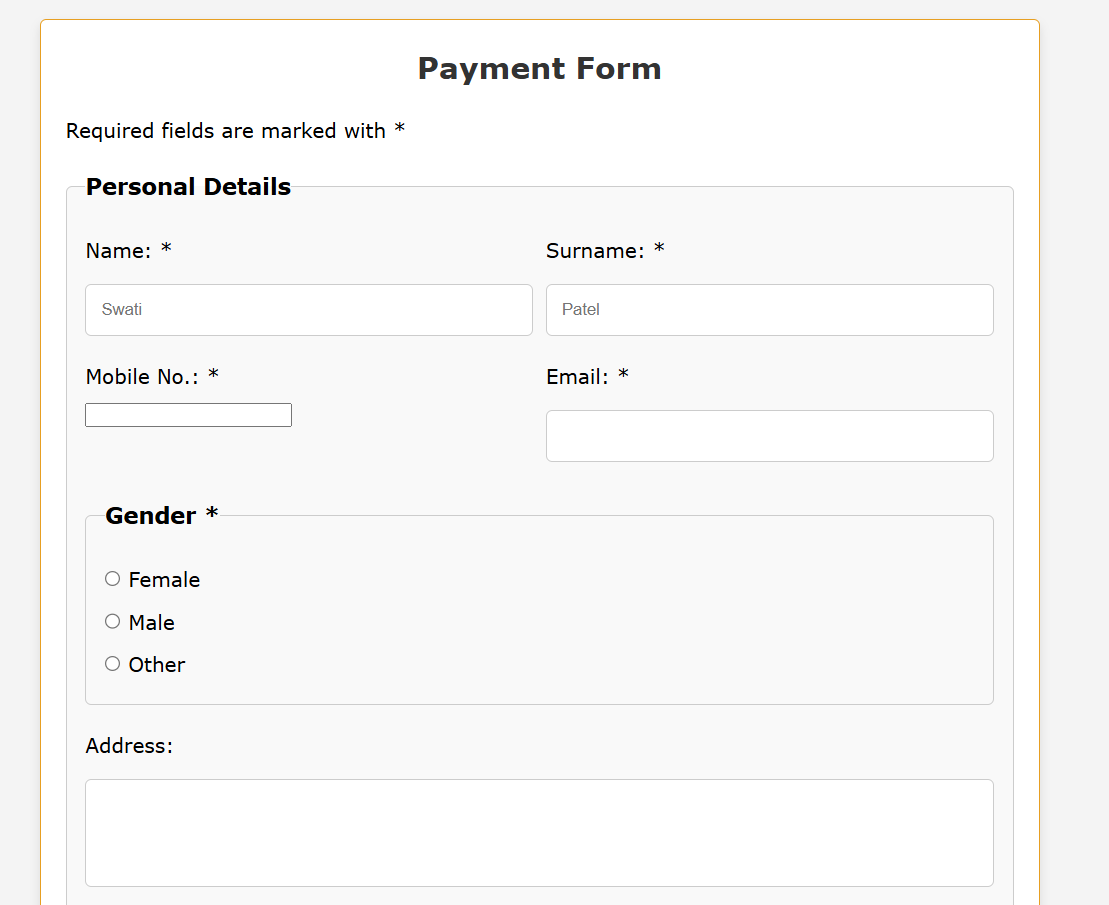 Payment Form
Required fields are marked with *
Personal Details
Name: * Surname: *
Swati Patel
Mobile No.: * Email: *
Gender *
Female
Male
Other
Address: